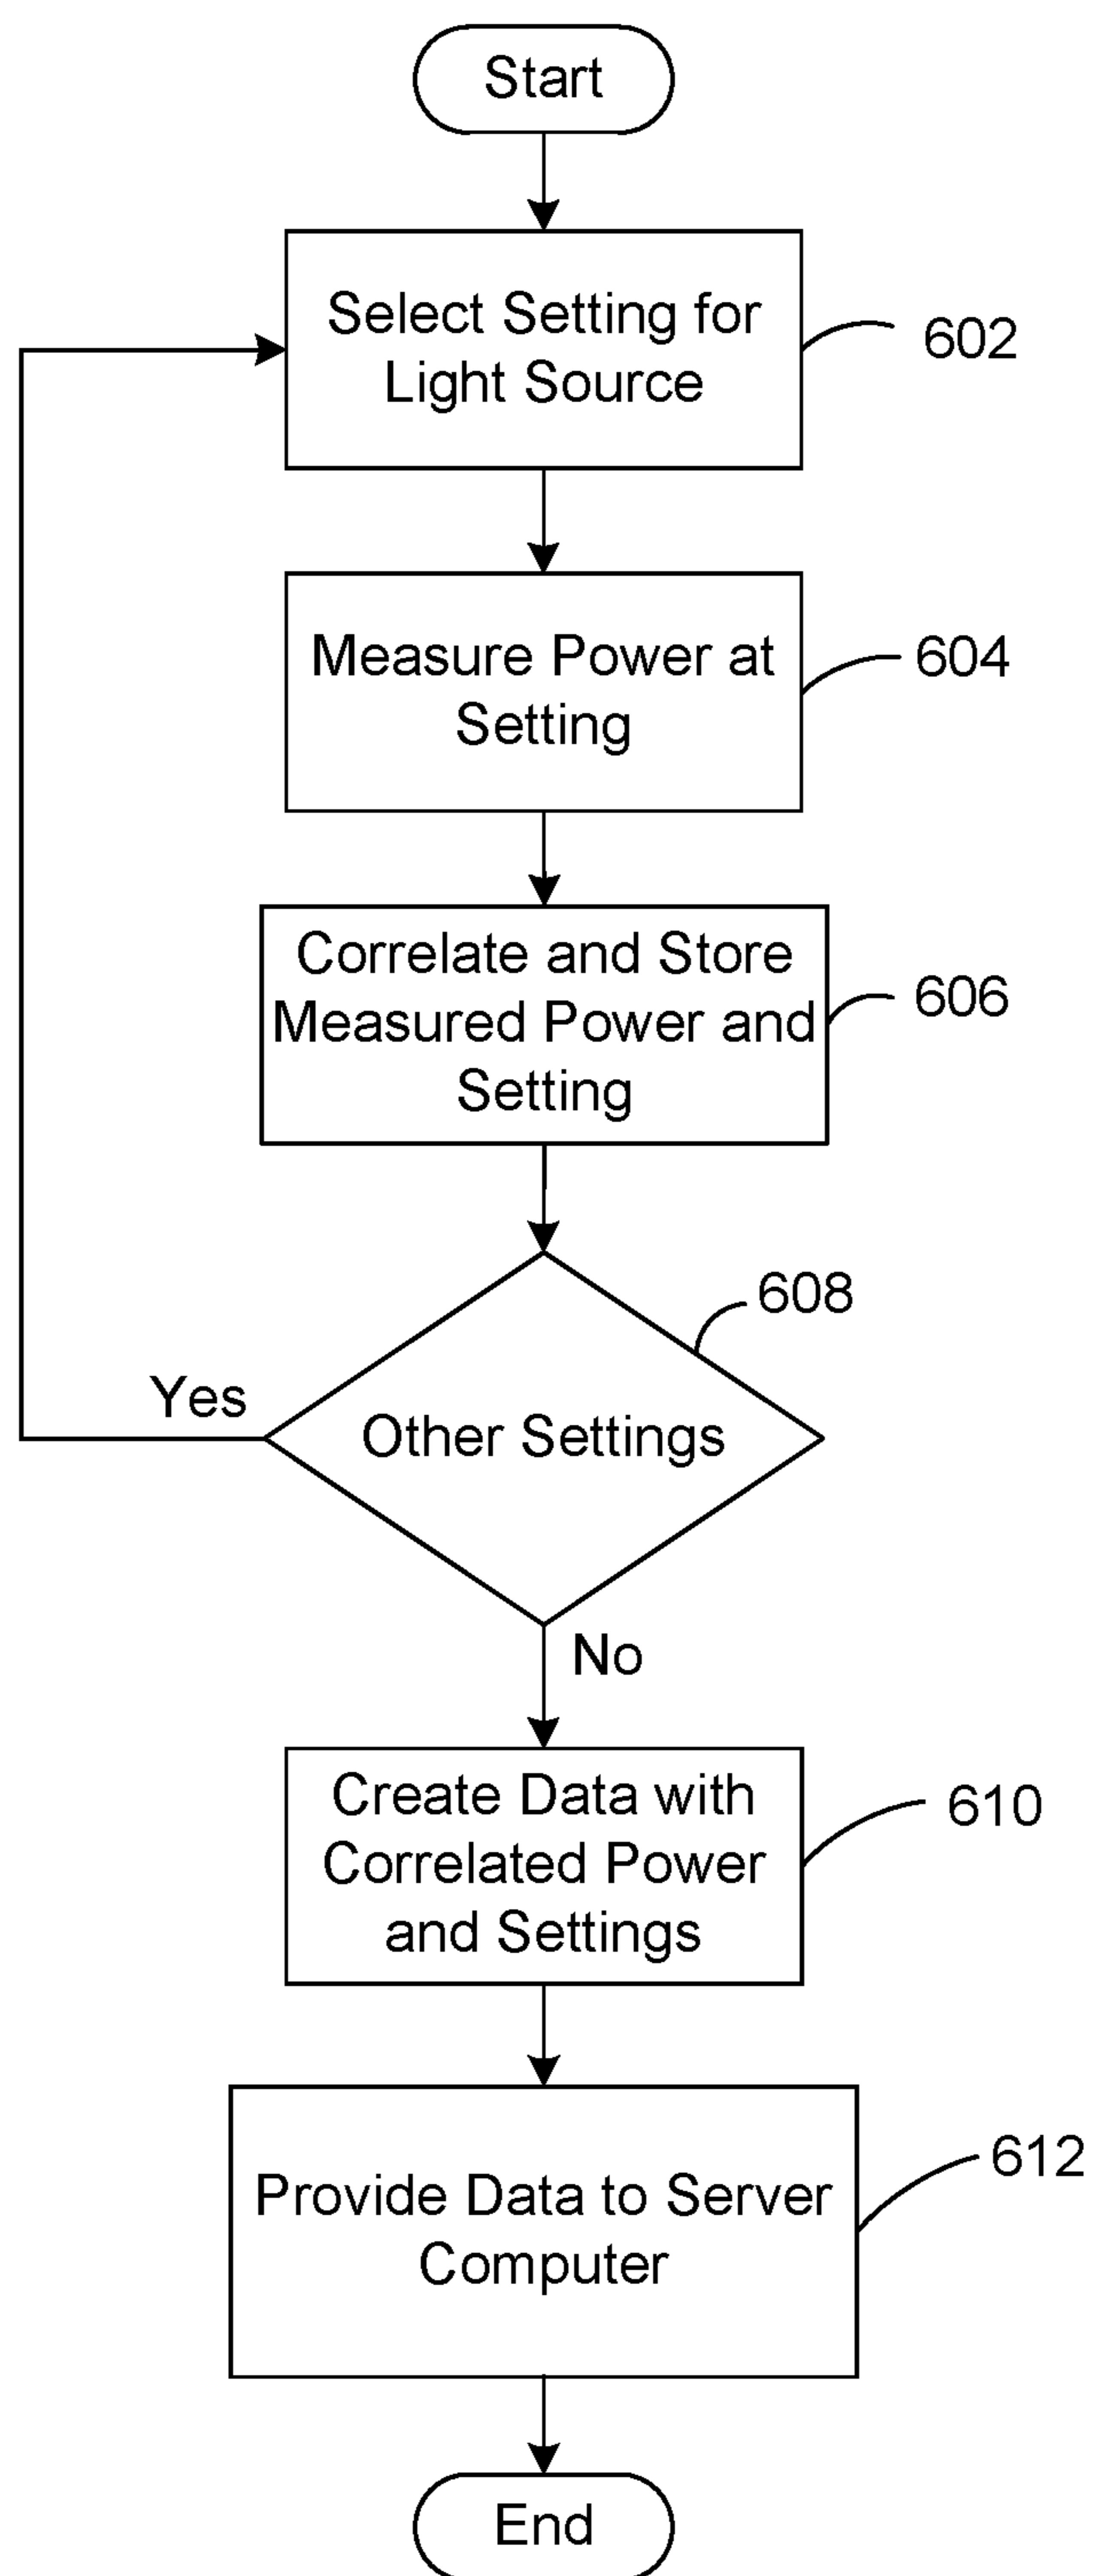 Start
Select Setting for
Light Source
602
Measure Power at
Setting
604
Correlate and Store
Measured Power and
Setting
606
608
Yes
Other Settings
No
Create Data with
Correlated Power
and Settings
610
Provide Data to Server
Computer
612
End